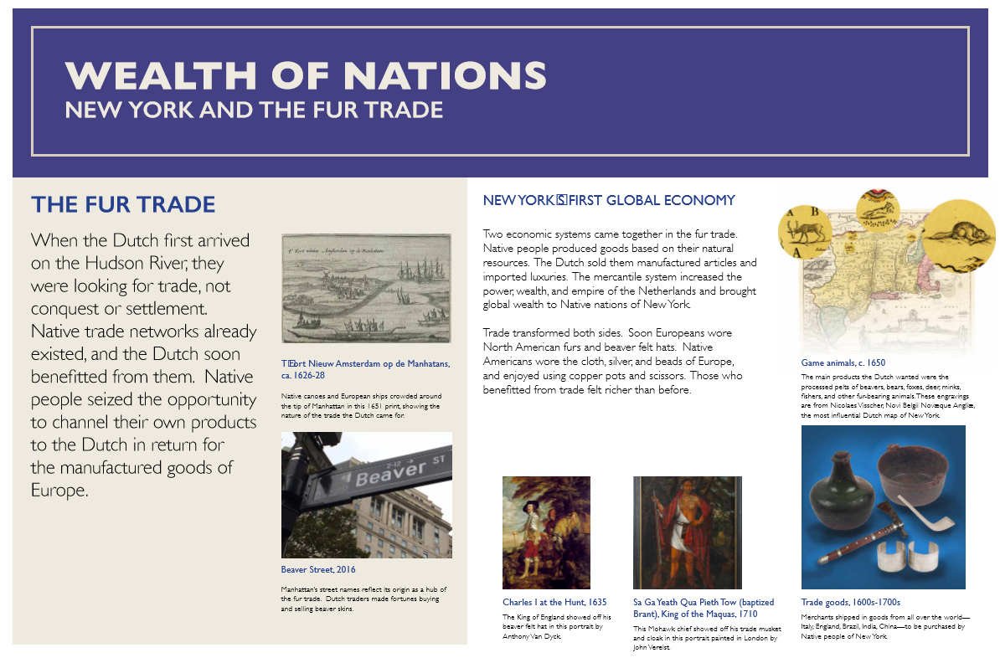 WEALTH OF NATIONS
NEW YORK AND THE FUR TRADE
THE FUR TRADE
When the Dutch first arrived
on the Hudson River, they
were looking for trade, not
conquest or settlement.
Native trade networks already
existed, and the Dutch soon
benefitted from them. Native
people seized the opportunity
to channel their own products
to the Dutch in return for
the manufactured goods of
Europe.
t' Fort nieuw Amsterdam op de Manhatans
Fort Nieuw Amsterdam op de Manhatans,
ca. 1626-28
Native canoes and European ships crowded around
the tip of Manhattan in this 1651 print, showing the
nature of the trade the Dutch came for.
2-12 →
Beaver ST
Beaver Street, 2016
Manhattan's street names reflect its origin as a hub of
the fur trade. Dutch traders made fortunes buying
and selling beaver skins.
NEW YORK FIRST GLOBAL ECONOMY
Two economic systems came together in the fur trade.
Native people produced goods based on their natural
resources. The Dutch sold them manufactured articles and
imported luxuries. The mercantile system increased the
power, wealth, and empire of the Netherlands and brought
global wealth to Native nations of New York.
Trade transformed both sides. Soon Europeans wore
North American furs and beaver felt hats. Native
Americans wore the cloth, silver, and beads of Europe,
and enjoyed using copper pots and scissors. Those who
benefitted from trade felt richer than before.
Charles I at the Hunt, 1635
The King of England showed off his
beaver felt hat in this portrait by
Anthony Van Dyck.
Sa Ga Yeath Qua Pieth Tow (baptized
Brant), King of the Maquas, 1710
This Mohawk chief showed off his trade musket
and cloak in this portrait painted in London by
John Verelst.
A B
A
Game animals, c. 1650
The main products the Dutch wanted were the
processed pelts of beavers, bears, foxes, deer, minks,
fishers, and other fur-bearing animals. These engravings
are from Nicolaes Visscher, Novi Belgii Novæque Angliæ,
the most influential Dutch map of New York.
Trade goods, 1600s-1700s
Merchants shipped in goods from all over the world—
Italy, England, Brazil, India, China—to be purchased by
Native people of New York.